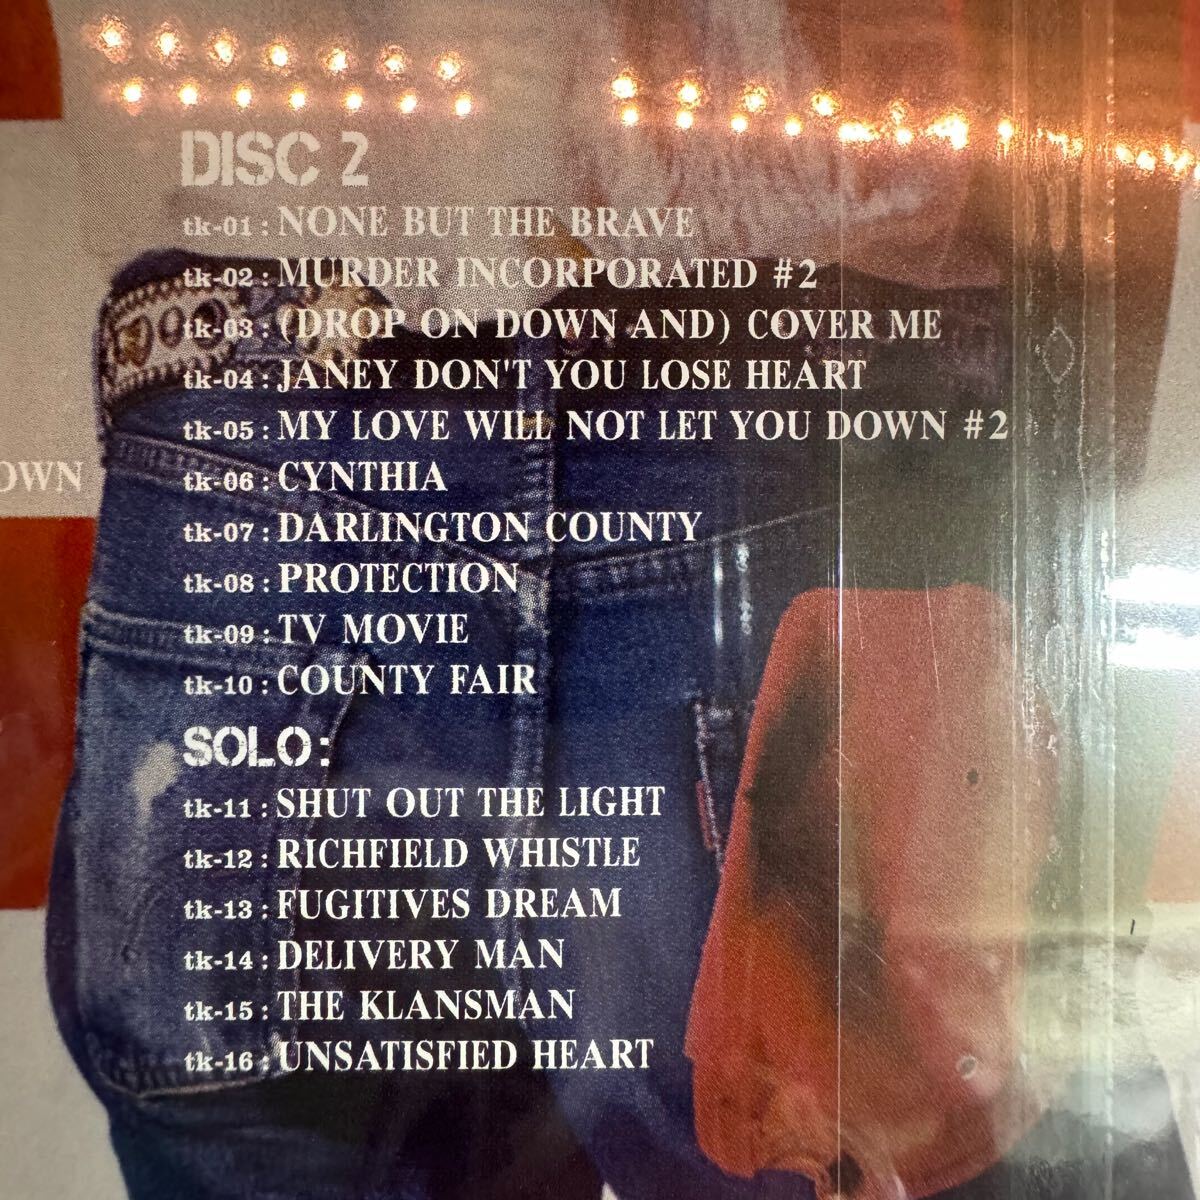 DISC 2
tk-01 : NONE BUT THE BRAVE
tk-02 : MURDER INCORPORATED #2
tk-03 : (DROP ON DOWN AND) COVER ME
tk-04 : JANEY DON'T YOU LOSE HEART
tk-05 : MY LOVE WILL NOT LET YOU DOWN #2
OWN
tk-06 : CYNTHIA
tk-07 : DARLINGTON COUNTY
tk-08 : PROTECTION
tk-09 : TV MOVIE
tk-10 : COUNTY FAIR
SOLO:
tk-11 : SHUT OUT THE LIGHT
tk-12 : RICHFIELD WHISTLE
tk-13 : FUGITIVES DREAM
tk-14 : DELIVERY MAN
tk-15 : THE KLANSMAN
tk-16 : UNSATISFIED HEART